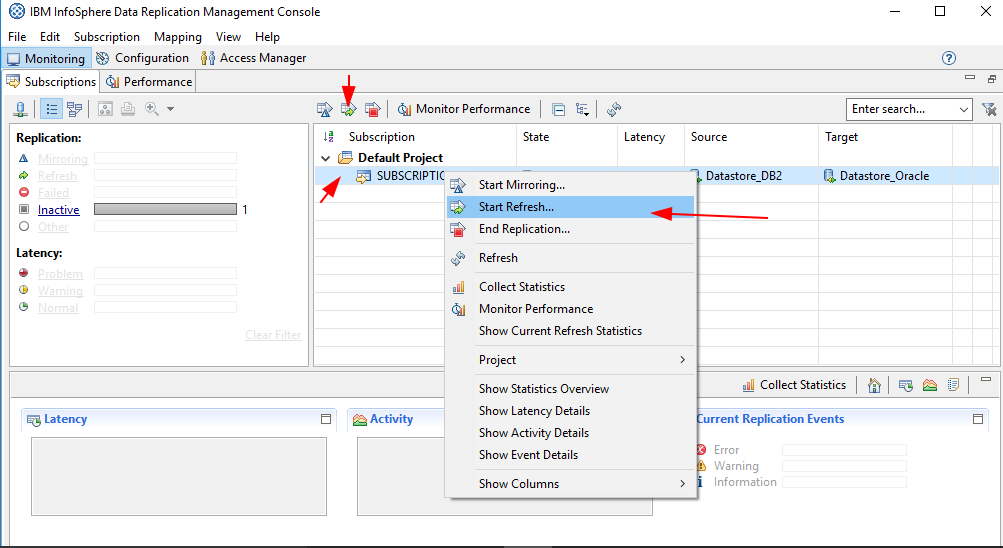 IBM InfoSphere Data Replication Management Console
File Edit Subscription Mapping View Help
Monitoring Configuration Access Manager
Subscriptions Performance
Monitor Performance Enter search...
Replication:
Mirroring
Refresh
Failed
Inactive 1
Other
Latency:
Problem
Warning
Normal
Clear Filter
Subscription State Latency Source Target
Default Project
Datastore_DB2 Datastore_Oracle
Start Mirroring...
Start Refresh...
End Replication...
Refresh
Collect Statistics
Monitor Performance
Show Current Refresh Statistics
Project
Show Statistics Overview
Show Latency Details
Show Activity Details
Show Event Details
Show Columns
Collect Statistics
Latency Activity Current Replication Events
Error
Warning
Information